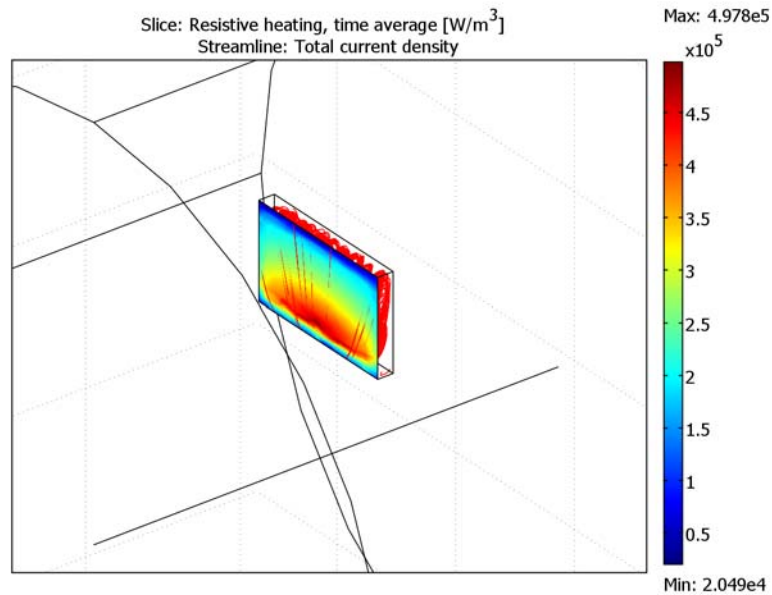 Slice: Resistive heating, time average [W/m³]
Streamline: Total current density
Max: 4.978e5
x10⁵
4.5
4
3.5
3
2.5
2
1.5
1
0.5
Min: 2.049e4